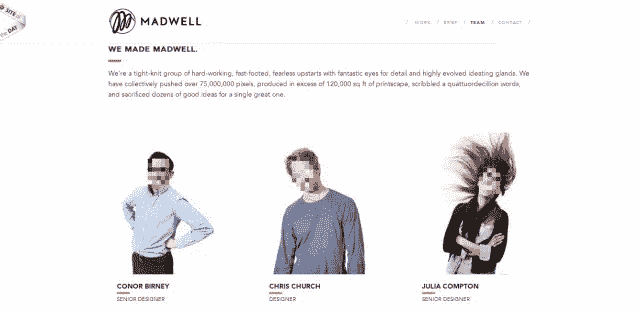 SITE
the DAY
MADWELL
/ WORK / BRIEF / TEAM / CONTACT /
WE MADE MADWELL.
We're a tight-knit group of hard-working, fast-footed, fearless upstarts with fantastic eyes for detail and highly evolved ideating glands. We
have collectively pushed over 75,000,000 pixels, produced in excess of 120,000 sq ft of printscape, scribbled a quattuordecillion words,
and sacrificed dozens of good ideas for a single great one.
CONOR BIRNEY
CHRIS CHURCH
JULIA COMPTON
SENIOR DESIGNER
DESIGNER
SENIOR DESIGNER